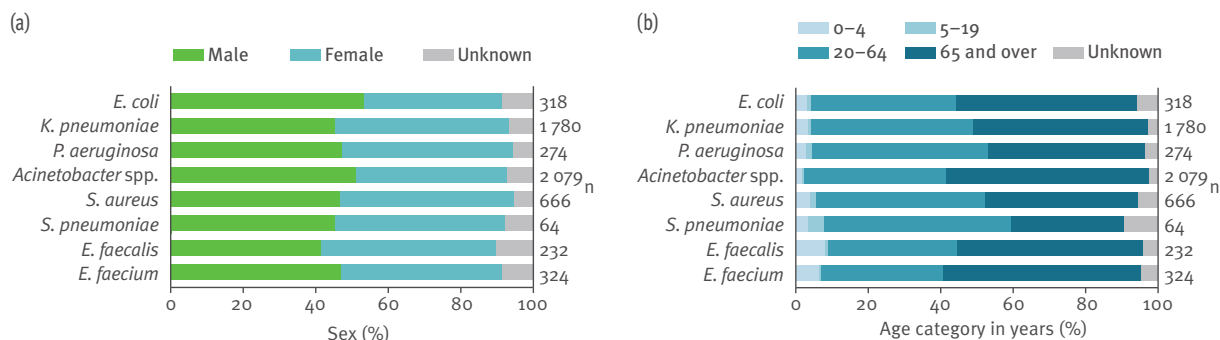 (a)
Male Female Unknown
E. coli 318
K. pneumoniae 1 780
P. aeruginosa 274
Acinetobacter spp. 2 079
n
S. aureus 666
S. pneumoniae 64
E. faecalis 232
E. faecium 324
0 20 40 60 80 100
Sex (%)
(b)
0–4 5–19
20–64 65 and over Unknown
E. coli 318
K. pneumoniae 1 780
P. aeruginosa 274
Acinetobacter spp. 2 079
n
S. aureus 666
S. pneumoniae 64
E. faecalis 232
E. faecium 324
0 20 40 60 80 100
Age category in years (%)